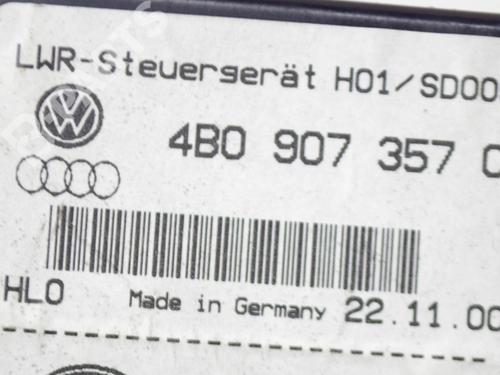 LWR-Steuergerät H01/SD00
4B0 907 357
HLO Made in Germany 22.11.00